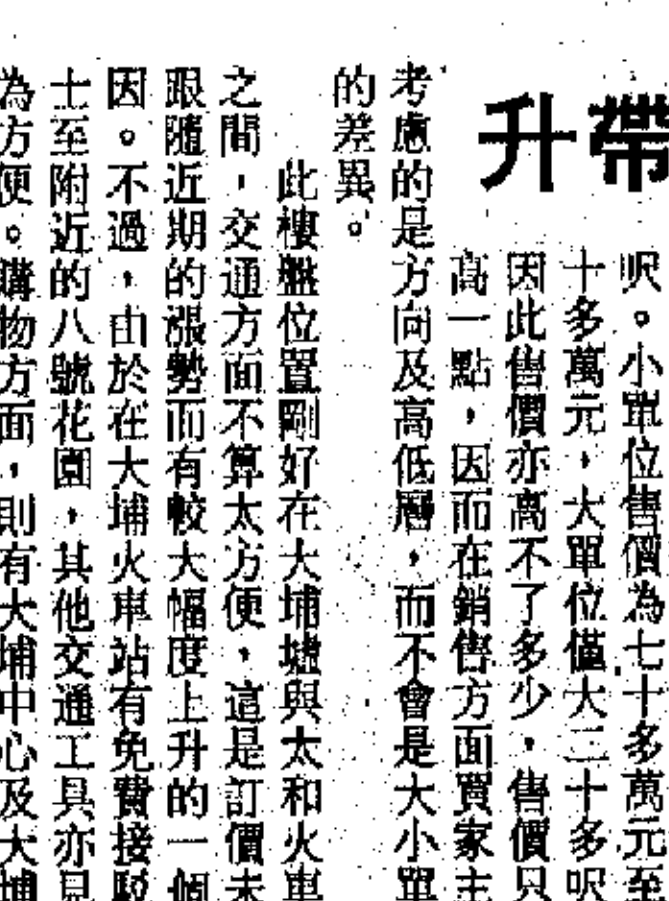 帶升
呎。小單位售價為七十多萬元至
十多萬元，大單位僅大二十多呎
因此售價亦高不了多少，售價只
高一點，因而在銷售方面買家主
考慮的是方向及高低層，而不會是大小單
的差異。
此樓盤位置剛好在大埔墟與太和火車
之間，交通方面不算太方便，這是訂價未
跟隨近期的漲勢而有較大幅度上升的一個
因。不過，由於在大埔火車站有免費接駁
士至附近的八號花園，其他交通工具亦見
為方便。購物方面，則有大埔中心及大埔